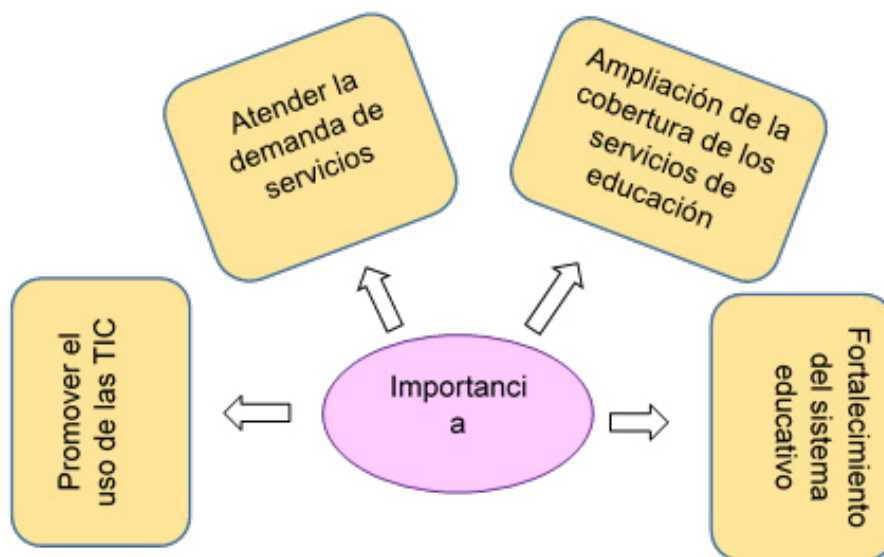 Atender la
demanda de
servicios
Ampliación de la
cobertura de los
servicios de
educación
Promover el
uso de las TIC
Importanci
a
Fortalecimiento
del sistema
educativo